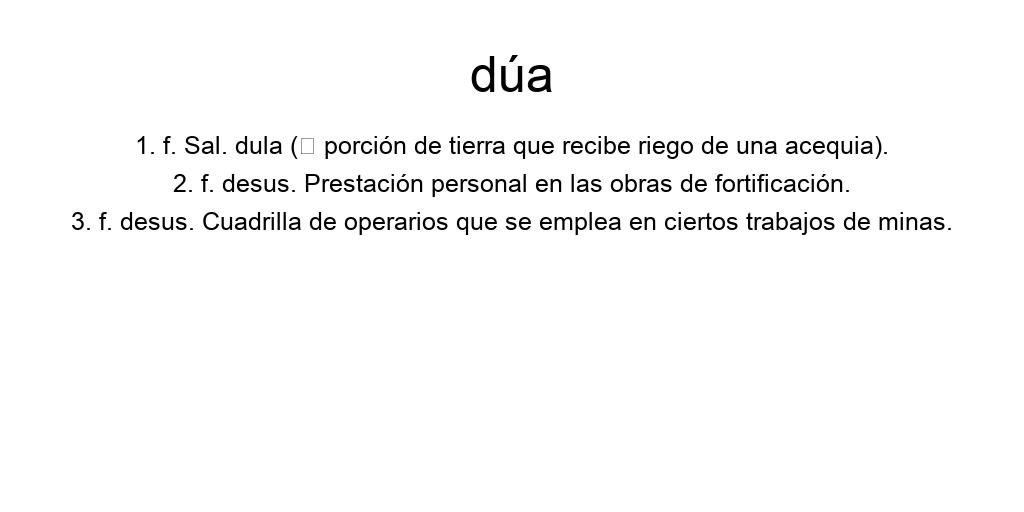 dúa
1. f. Sal. dula (□ porción de tierra que recibe riego de una acequia).
2. f. desus. Prestación personal en las obras de fortificación.
3. f. desus. Cuadrilla de operarios que se emplea en ciertos trabajos de minas.